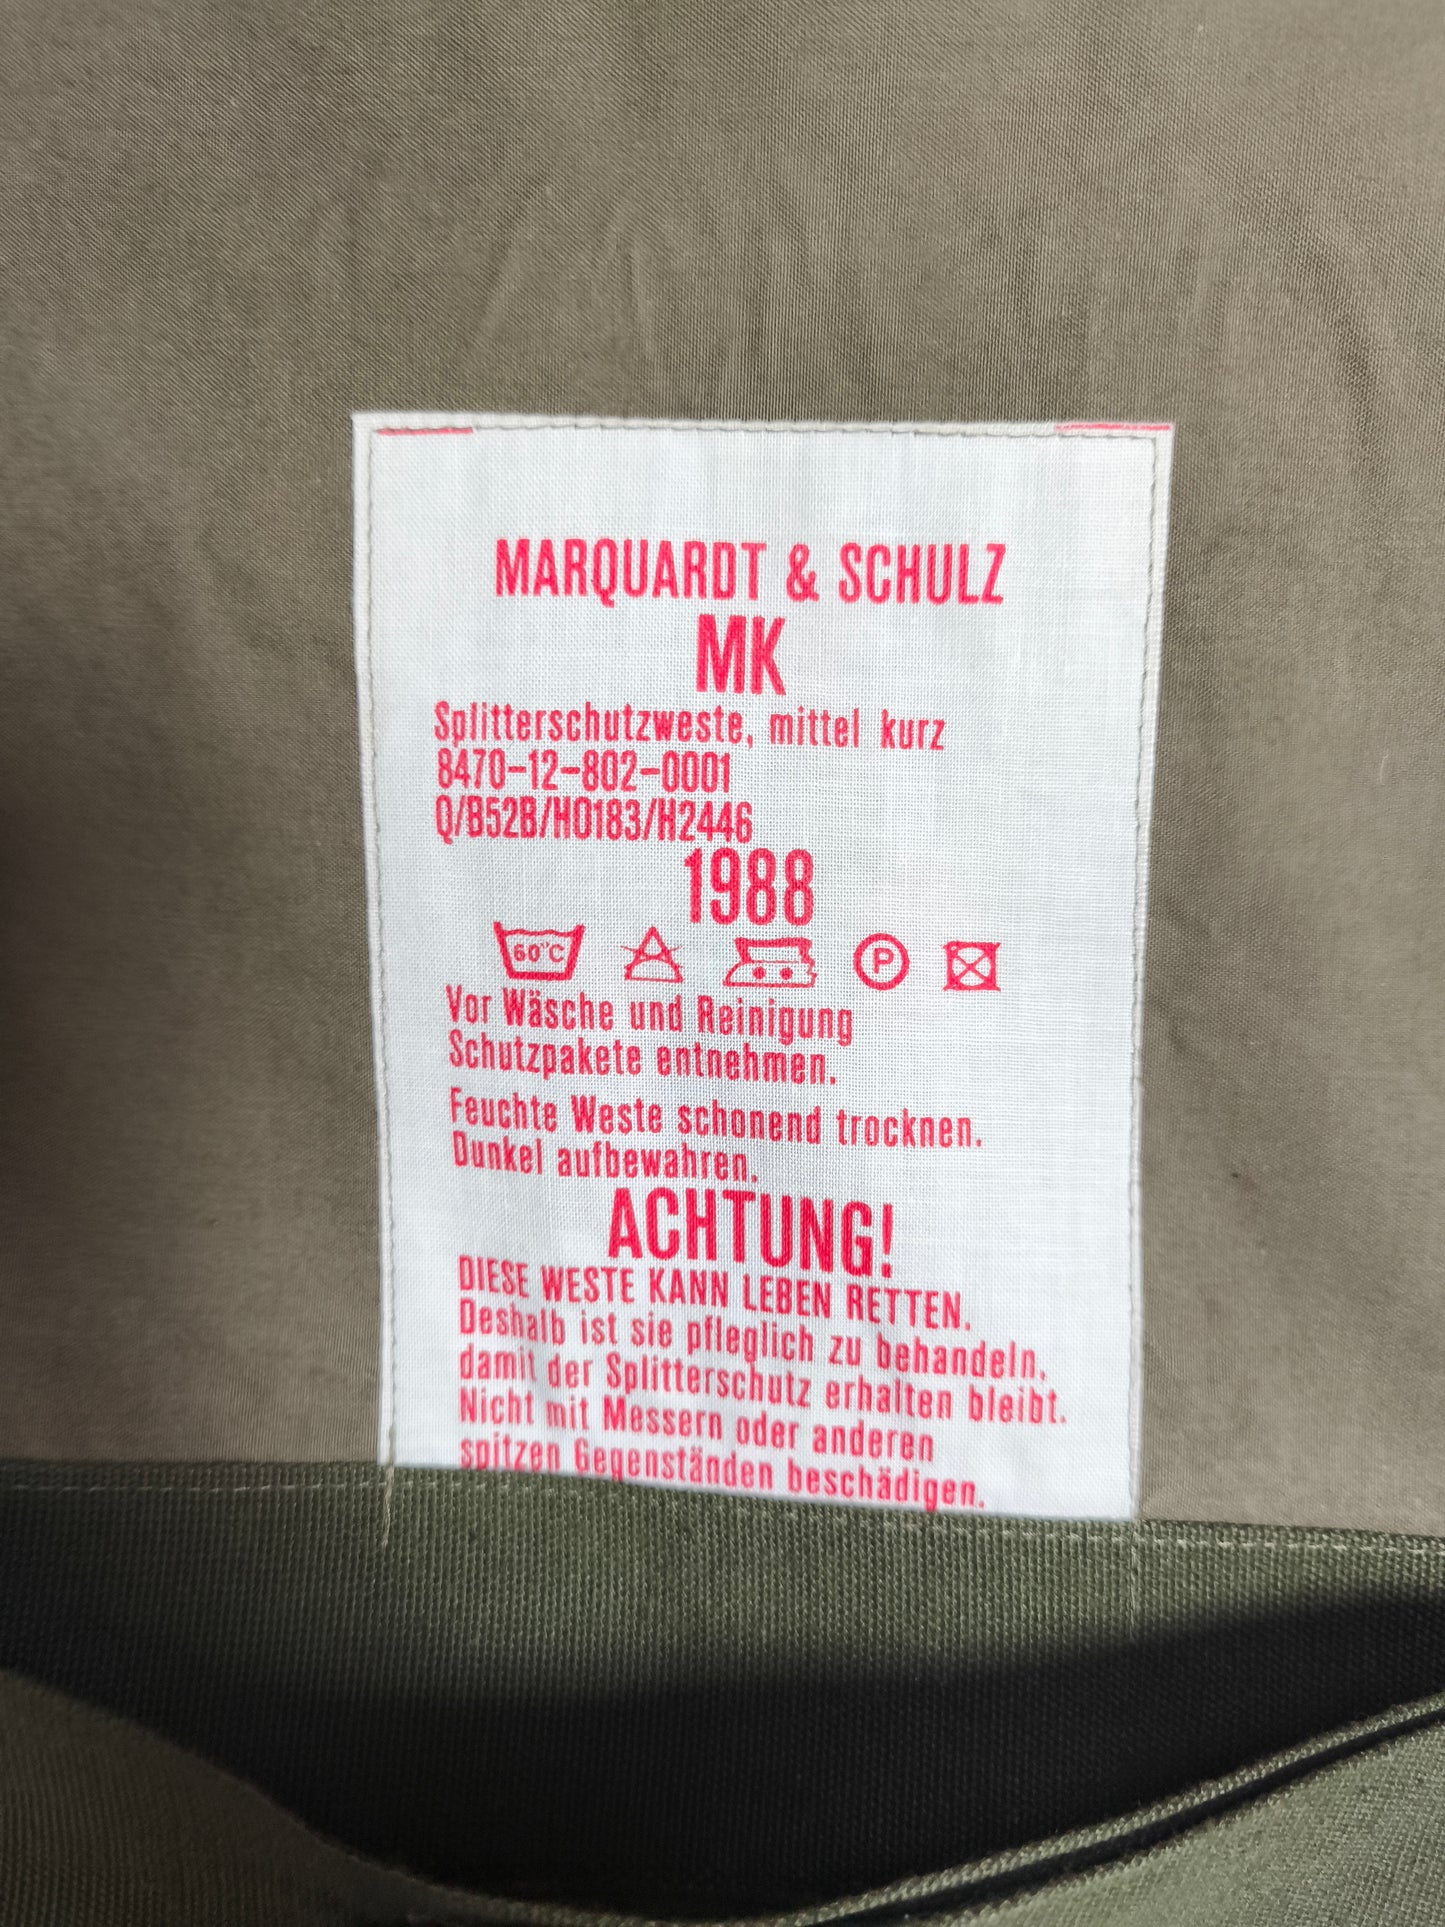 MARQUARDT & SCHULZ
MK
Splitterschutzweste, mittel kurz
8470-12-802-0001
Q/B52B/H0183/H2446
1988
60°C
P
Vor Wäsche und Reinigung
Schutzpakete entnehmen.
Feuchte Weste schonend trocknen.
Dunkel aufbewahren.
ACHTUNG!
DIESE WESTE KANN LEBEN RETTEN.
Deshalb ist sie pfleglich zu behandeln,
damit der Splitterschutz erhalten bleibt.
Nicht mit Messern oder anderen
spitzen Gegenständen beschädigen.